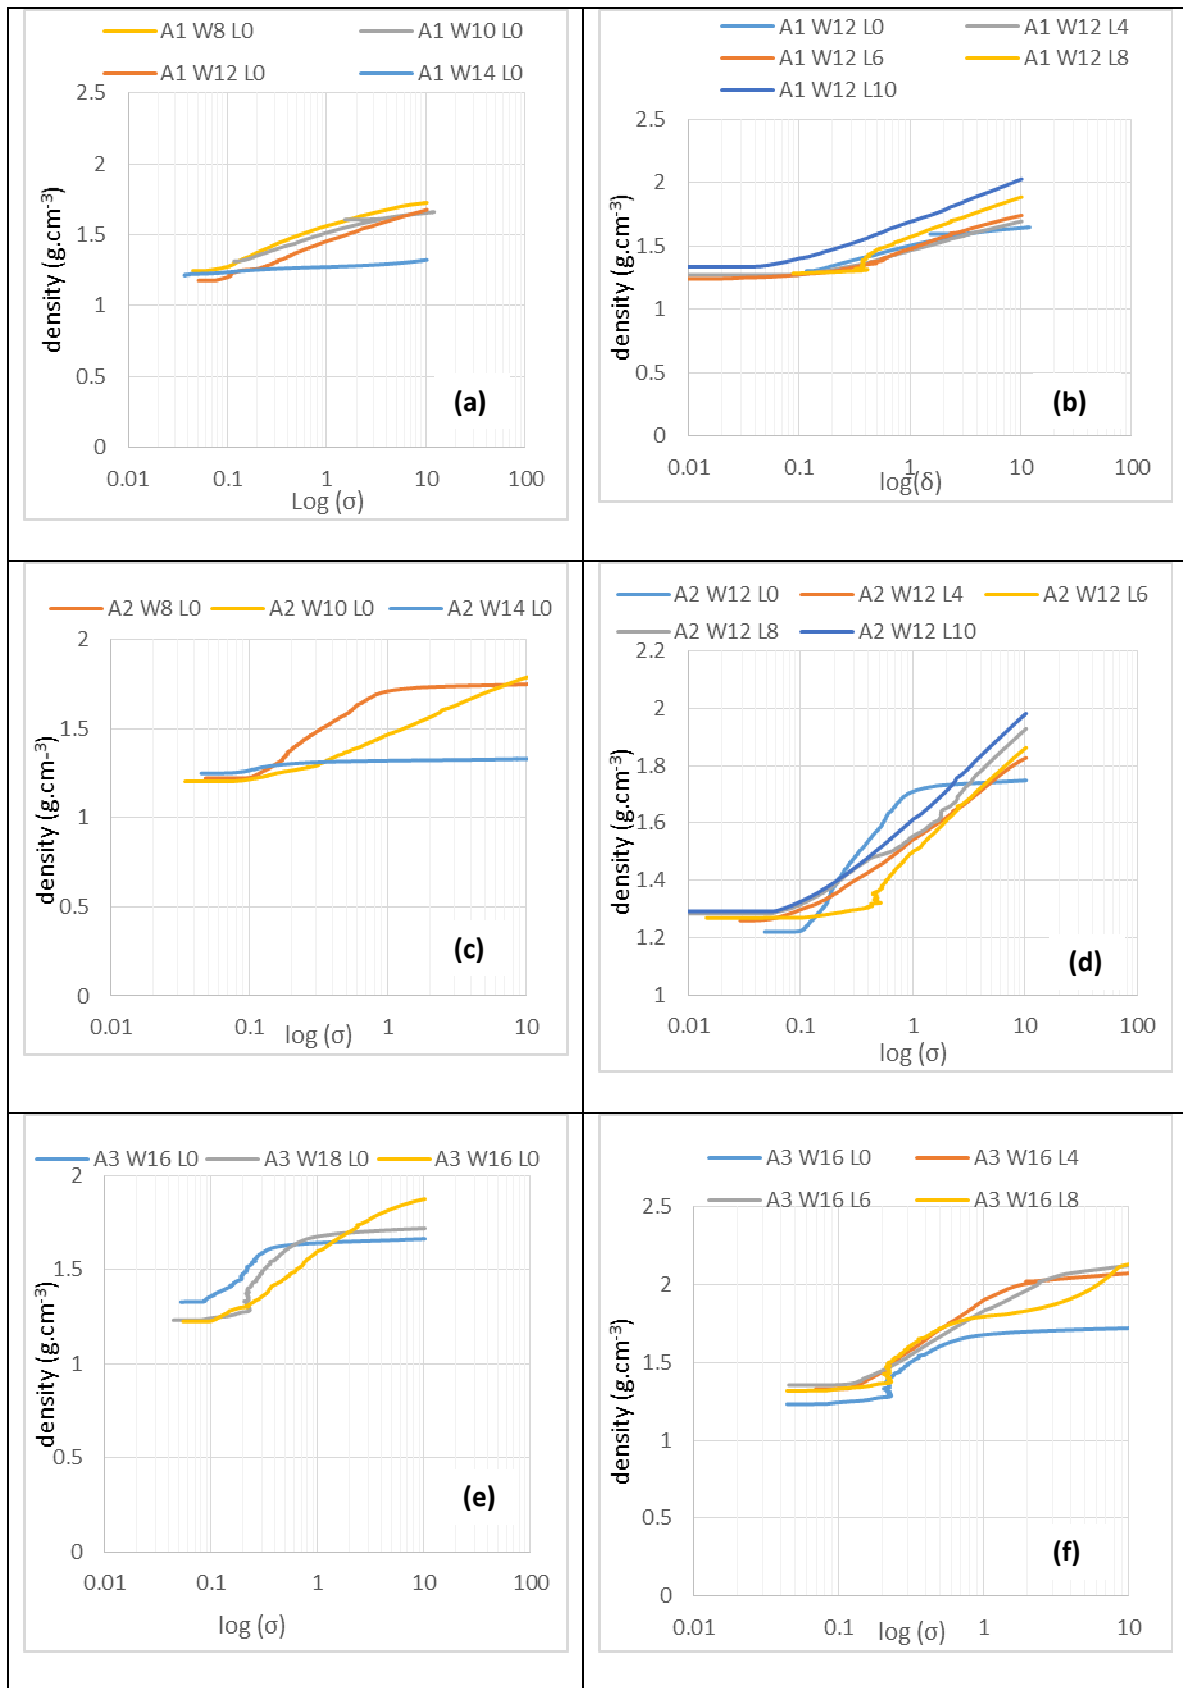 A1 W8 L0 A1 W10 L0
A1 W12 L0 A1 W14 L0
2.5
2
1.5
1
0.5
0
density (g.cm-3)
(a)
0.01 0.1 1 10 100
Log (σ)
A1 W12 L0 A1 W12 L4
A1 W12 L6 A1 W12 L8
A1 W12 L10
2.5
2
1.5
1
0.5
0
density (g.cm-3)
(b)
0.01 0.1 1 10 100
log(δ)
A2 W8 L0 A2 W10 L0 A2 W14 L0
2
1.5
1
0.5
0
density (g.cm-3)
(c)
0.01 0.1 1 10
log (σ)
A2 W12 L0 A2 W12 L4 A2 W12 L6
A2 W12 L8 A2 W12 L10
2.2
2
1.8
1.6
1.4
1.2
1
density (g.cm-3)
(d)
0.01 0.1 1 10 100
log (σ)
A3 W16 L0 A3 W18 L0 A3 W16 L0
2
1.5
1
0.5
0
density (g.cm-3)
(e)
0.01 0.1 1 10 100
log (σ)
A3 W16 L0 A3 W16 L4
A3 W16 L6 A3 W16 L8
2.5
2
1.5
1
0.5
0
density (g.cm-3)
(f)
0.01 0.1 1 10
log (σ)